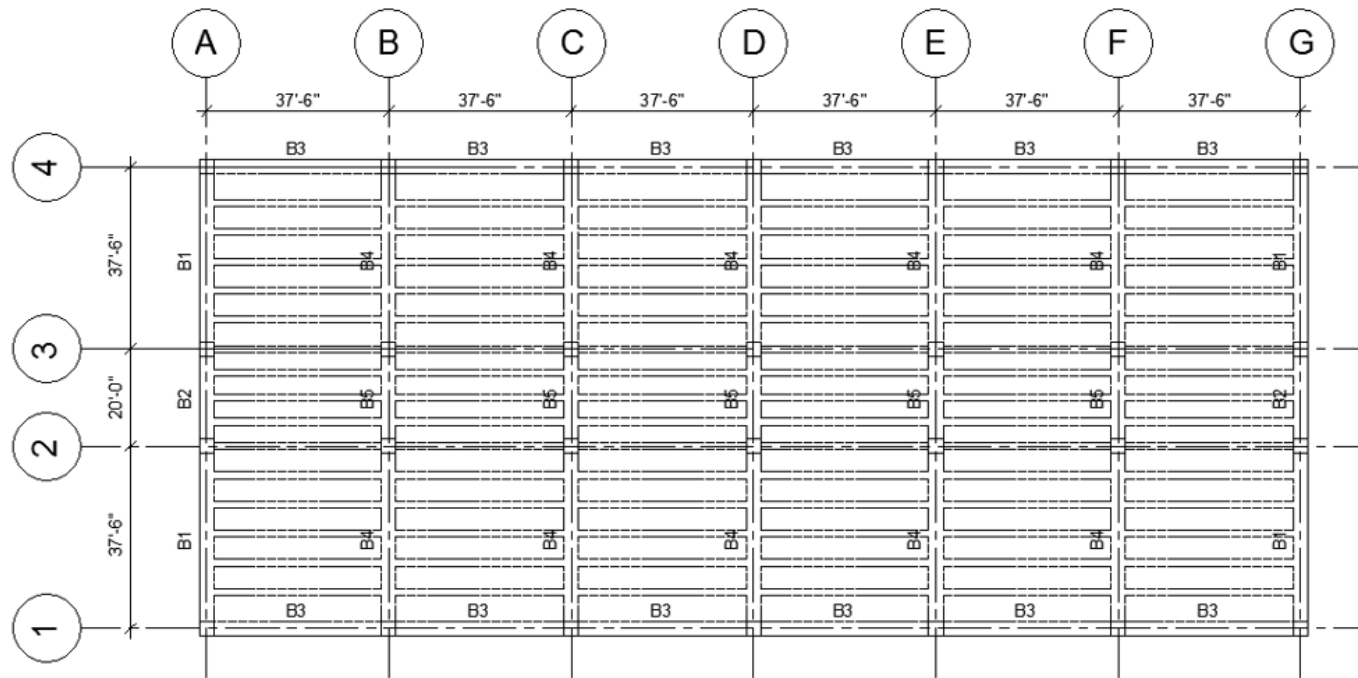 A B C D E F G
37'-6" 37'-6" 37'-6" 37'-6" 37'-6" 37'-6"
B3 B3 B3 B3 B3 B3
4
37'-6"
B1 B4 B4 B4 B4 B4 B1
3
20'-0"
B2 B5 B5 B5 B5 B5 B2
2
37'-6"
B1 B4 B4 B4 B4 B4 B1
B3 B3 B3 B3 B3 B3
1